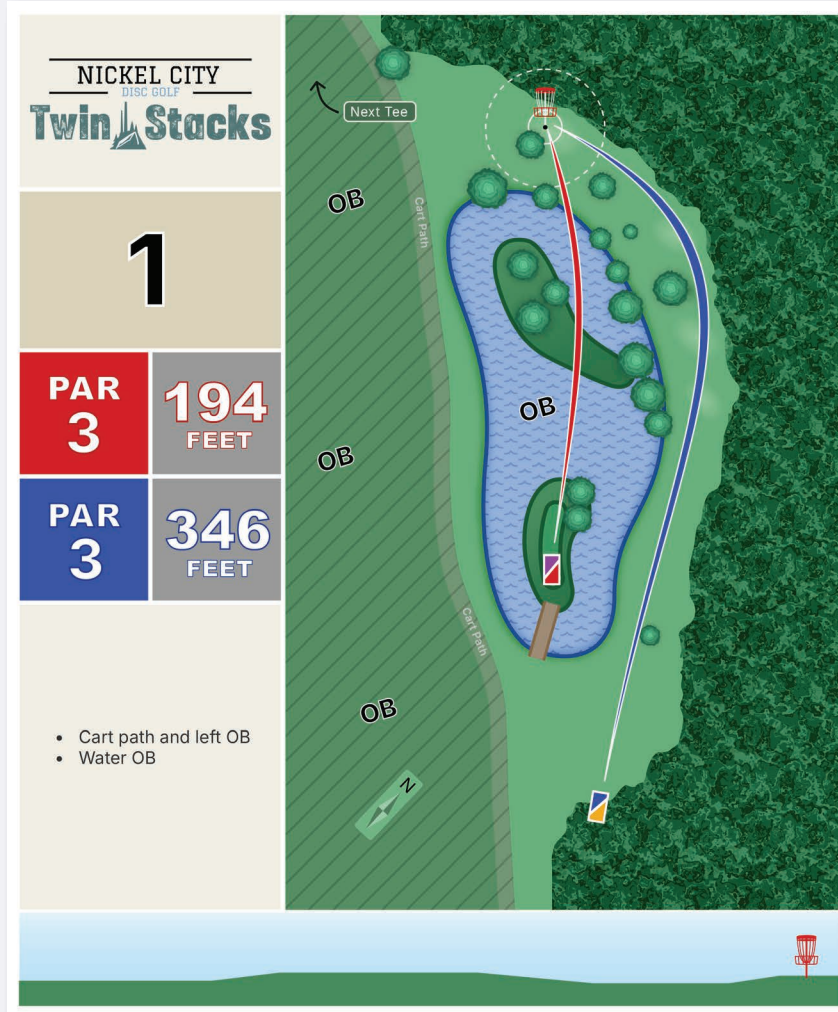 NICKEL CITY
DISC GOLF
Twin Stacks
1
PAR
3
194
FEET
PAR
3
346
FEET
• Cart path and left OB
• Water OB
Next Tee
OB
Cart Path
OB
OB
Cart Path
OB
N